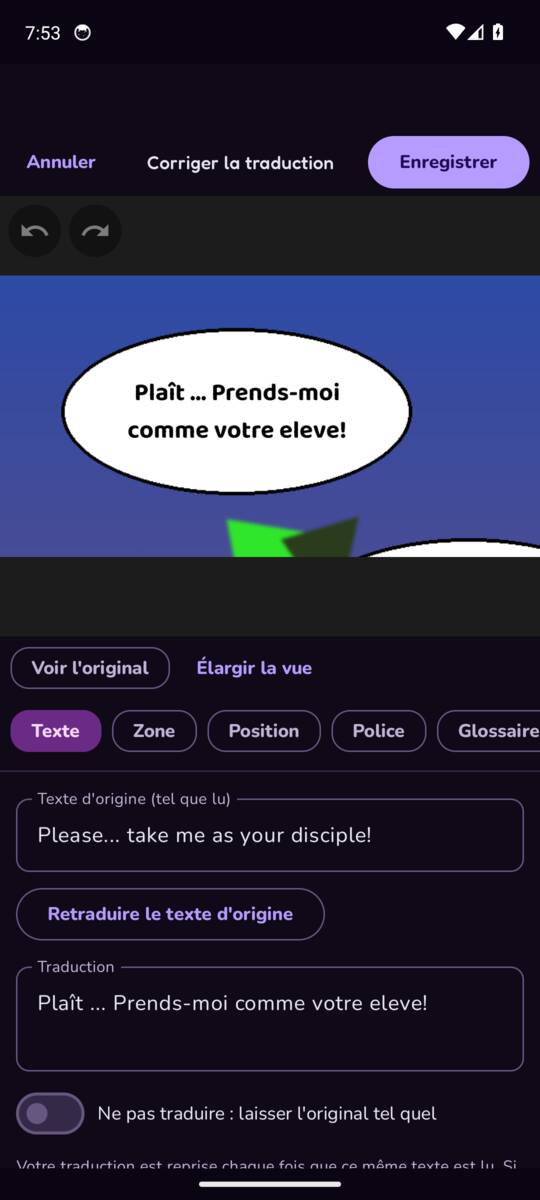 7:53
Annuler
Corriger la traduction
Enregistrer
Plaît ... Prends-moi
comme votre eleve!
Voir l'original
Élargir la vue
Texte
Zone
Position
Police
Glossaire
Texte d'origine (tel que lu)
Please... take me as your disciple!
Retraduire le texte d'origine
Traduction
Plaît ... Prends-moi comme votre eleve!
Ne pas traduire : laisser l'original tel quel
Votre traduction est reprise chaque fois que ce même texte est lu. Si